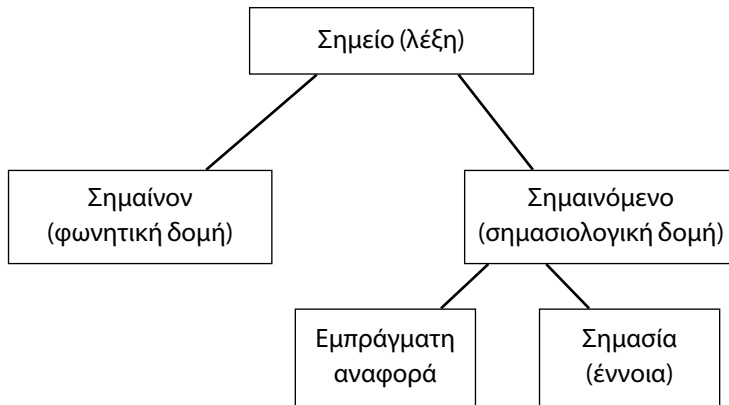 Σημείο (λέξη)
Σημαίνον
(φωνητική δομή)
Σημαινόμενο
(σημασιολογική δομή)
Εμπράγματη
αναφορά
Σημασία
(έννοια)